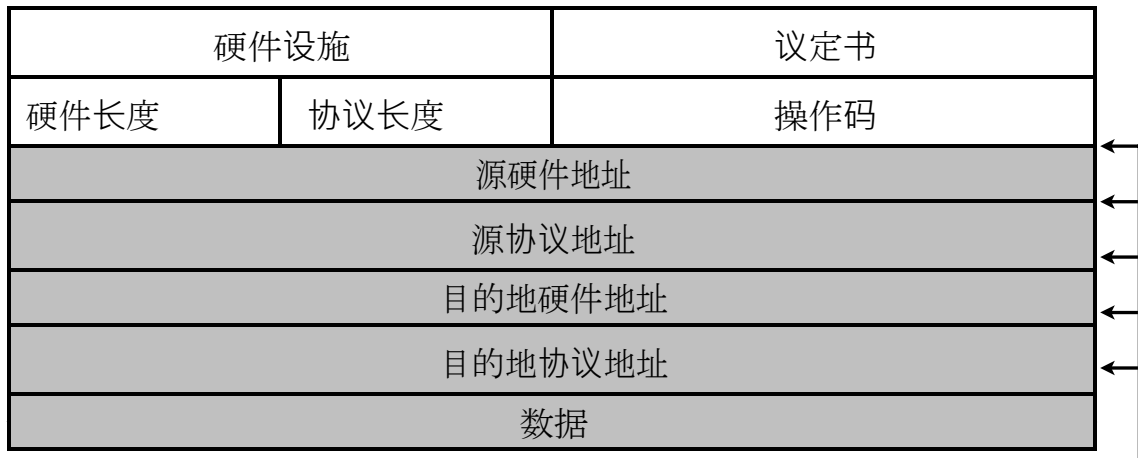 硬件设施 议定书
硬件长度 协议长度 操作码
源硬件地址
源协议地址
目的地硬件地址
目的地协议地址
数据